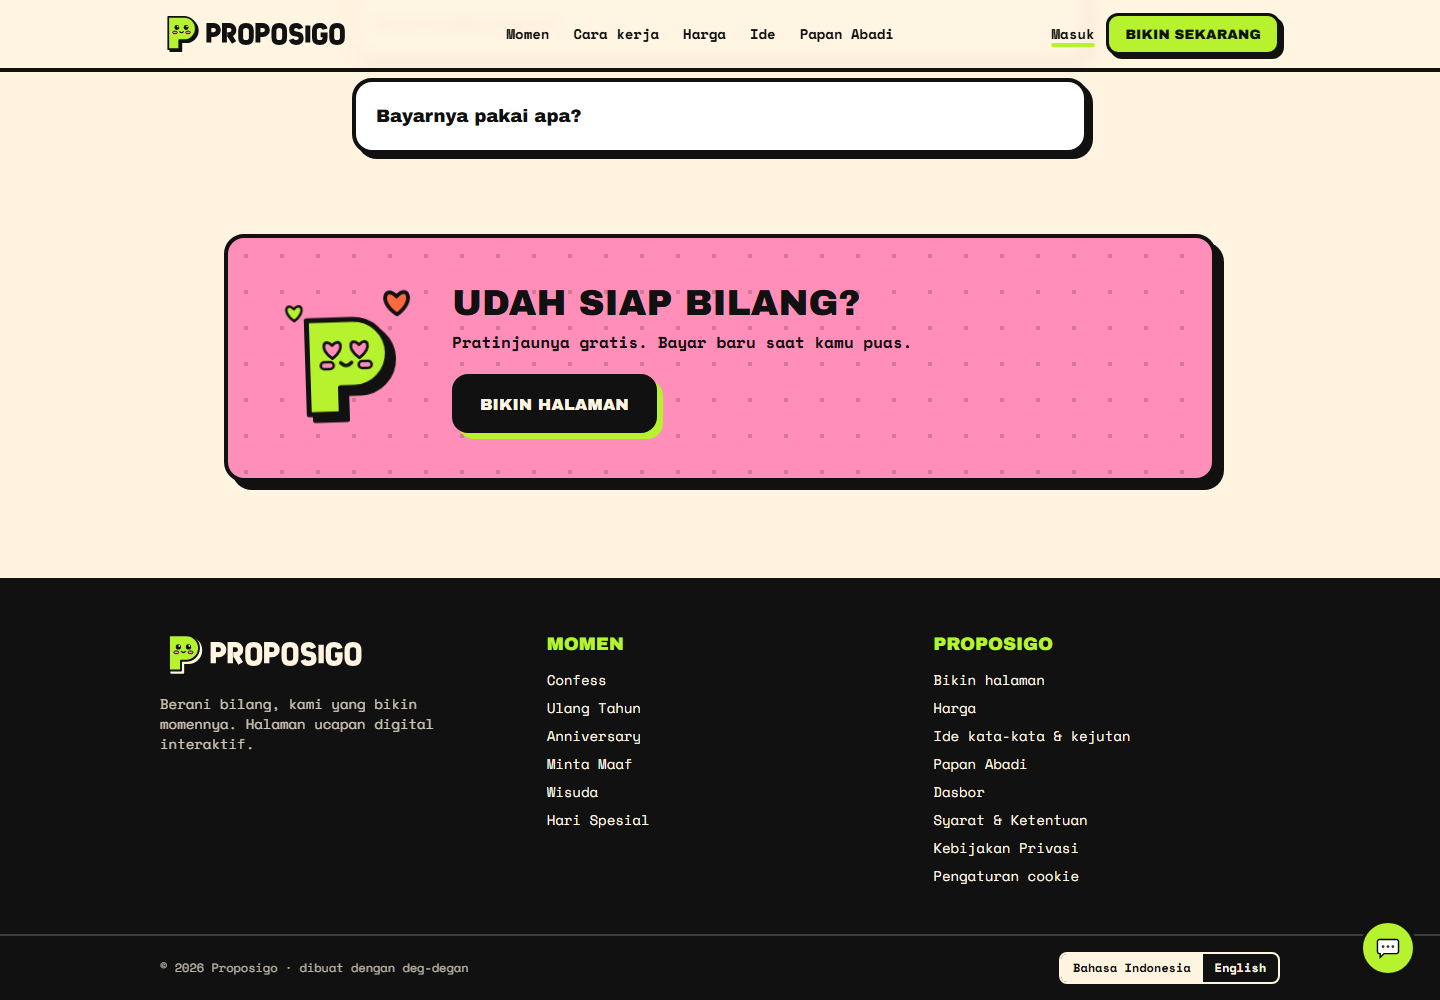 PROPOSIGO
Momen
Cara kerja
Harga
Ide
Papan Abadi
Masuk
BIKIN SEKARANG
Bayarnya pakai apa?
UDAH SIAP BILANG?
Pratinjaunya gratis. Bayar baru saat kamu puas.
BIKIN HALAMAN
PROPOSIGO
Berani bilang, kami yang bikin
momennya. Halaman ucapan digital
interaktif.
MOMEN
Confess
Ulang Tahun
Anniversary
Minta Maaf
Wisuda
Hari Spesial
PROPOSIGO
Bikin halaman
Harga
Ide kata-kata & kejutan
Papan Abadi
Dasbor
Syarat & Ketentuan
Kebijakan Privasi
Pengaturan cookie
© 2026 Proposigo · dibuat dengan deg-degan
Bahasa Indonesia
English